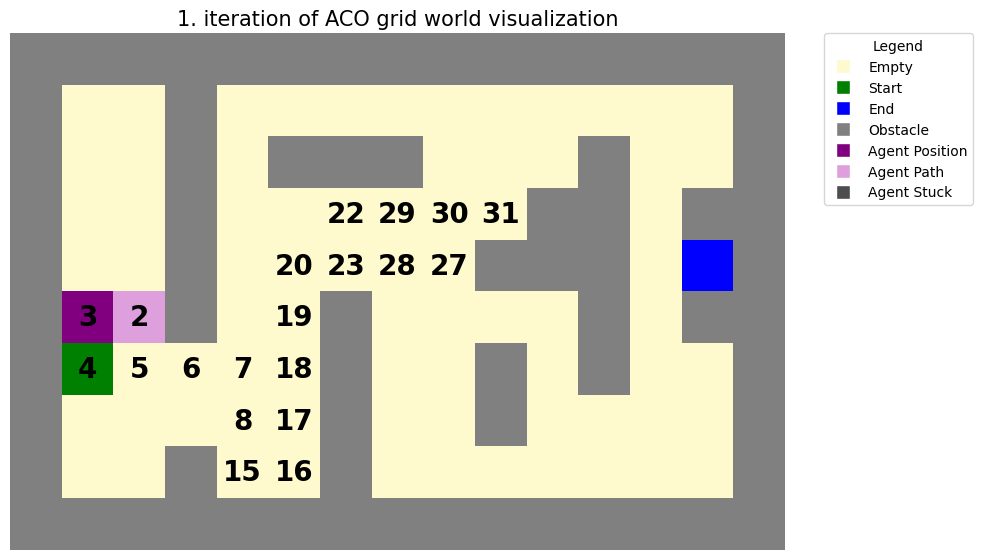 1. iteration of ACO grid world visualization
Legend
Empty
Start
End
Obstacle
Agent Position
Agent Path
Agent Stuck
22 29 30 31
20 23 28 27
3 2 19
4 5 6 7 18
8 17
15 16